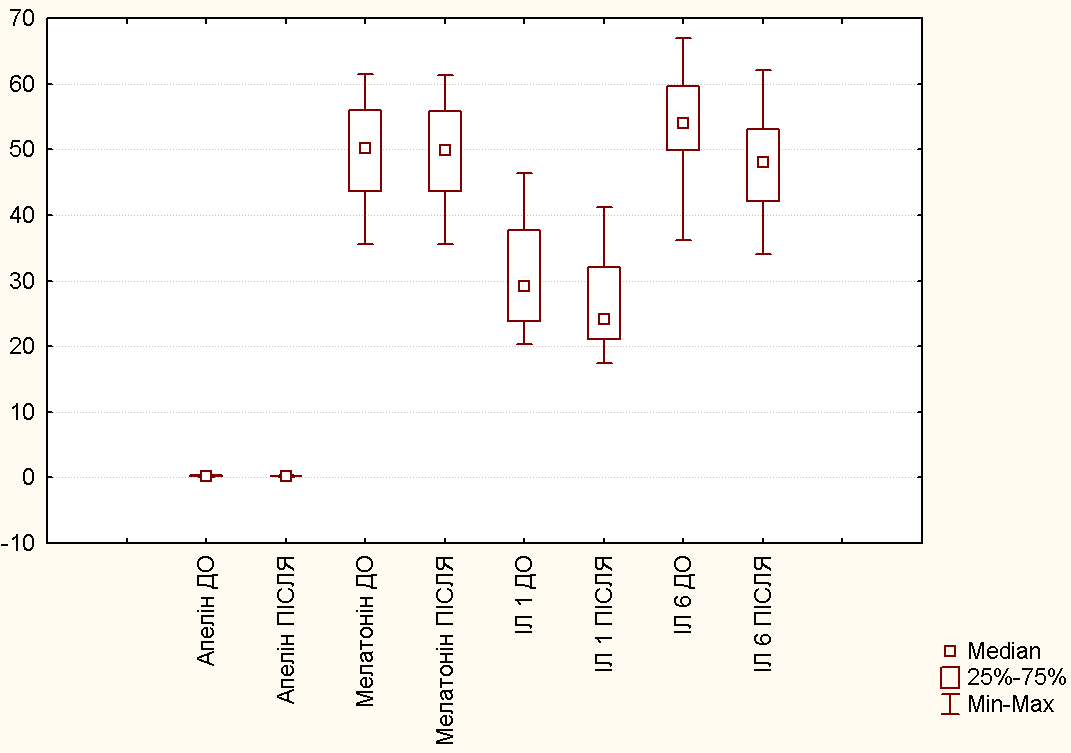 70
60
50
40
30
20
10
0
-10
Апелін ДО
Апелін ПІСЛЯ
Мелатонін ДО
Мелатонін ПІСЛЯ
ІЛ 1 ДО
ІЛ 1 ПІСЛЯ
ІЛ 6 ДО
ІЛ 6 ПІСЛЯ
Median
25%-75%
Min-Max